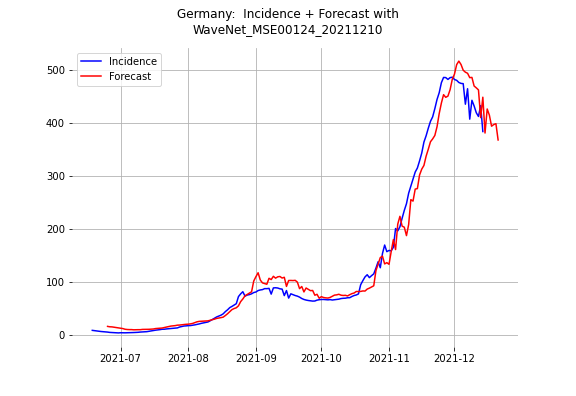 Germany: Incidence + Forecast with
WaveNet_MSE00124_20211210
Incidence
Forecast
500
400
300
200
100
0
2021-07 2021-08 2021-09 2021-10 2021-11 2021-12